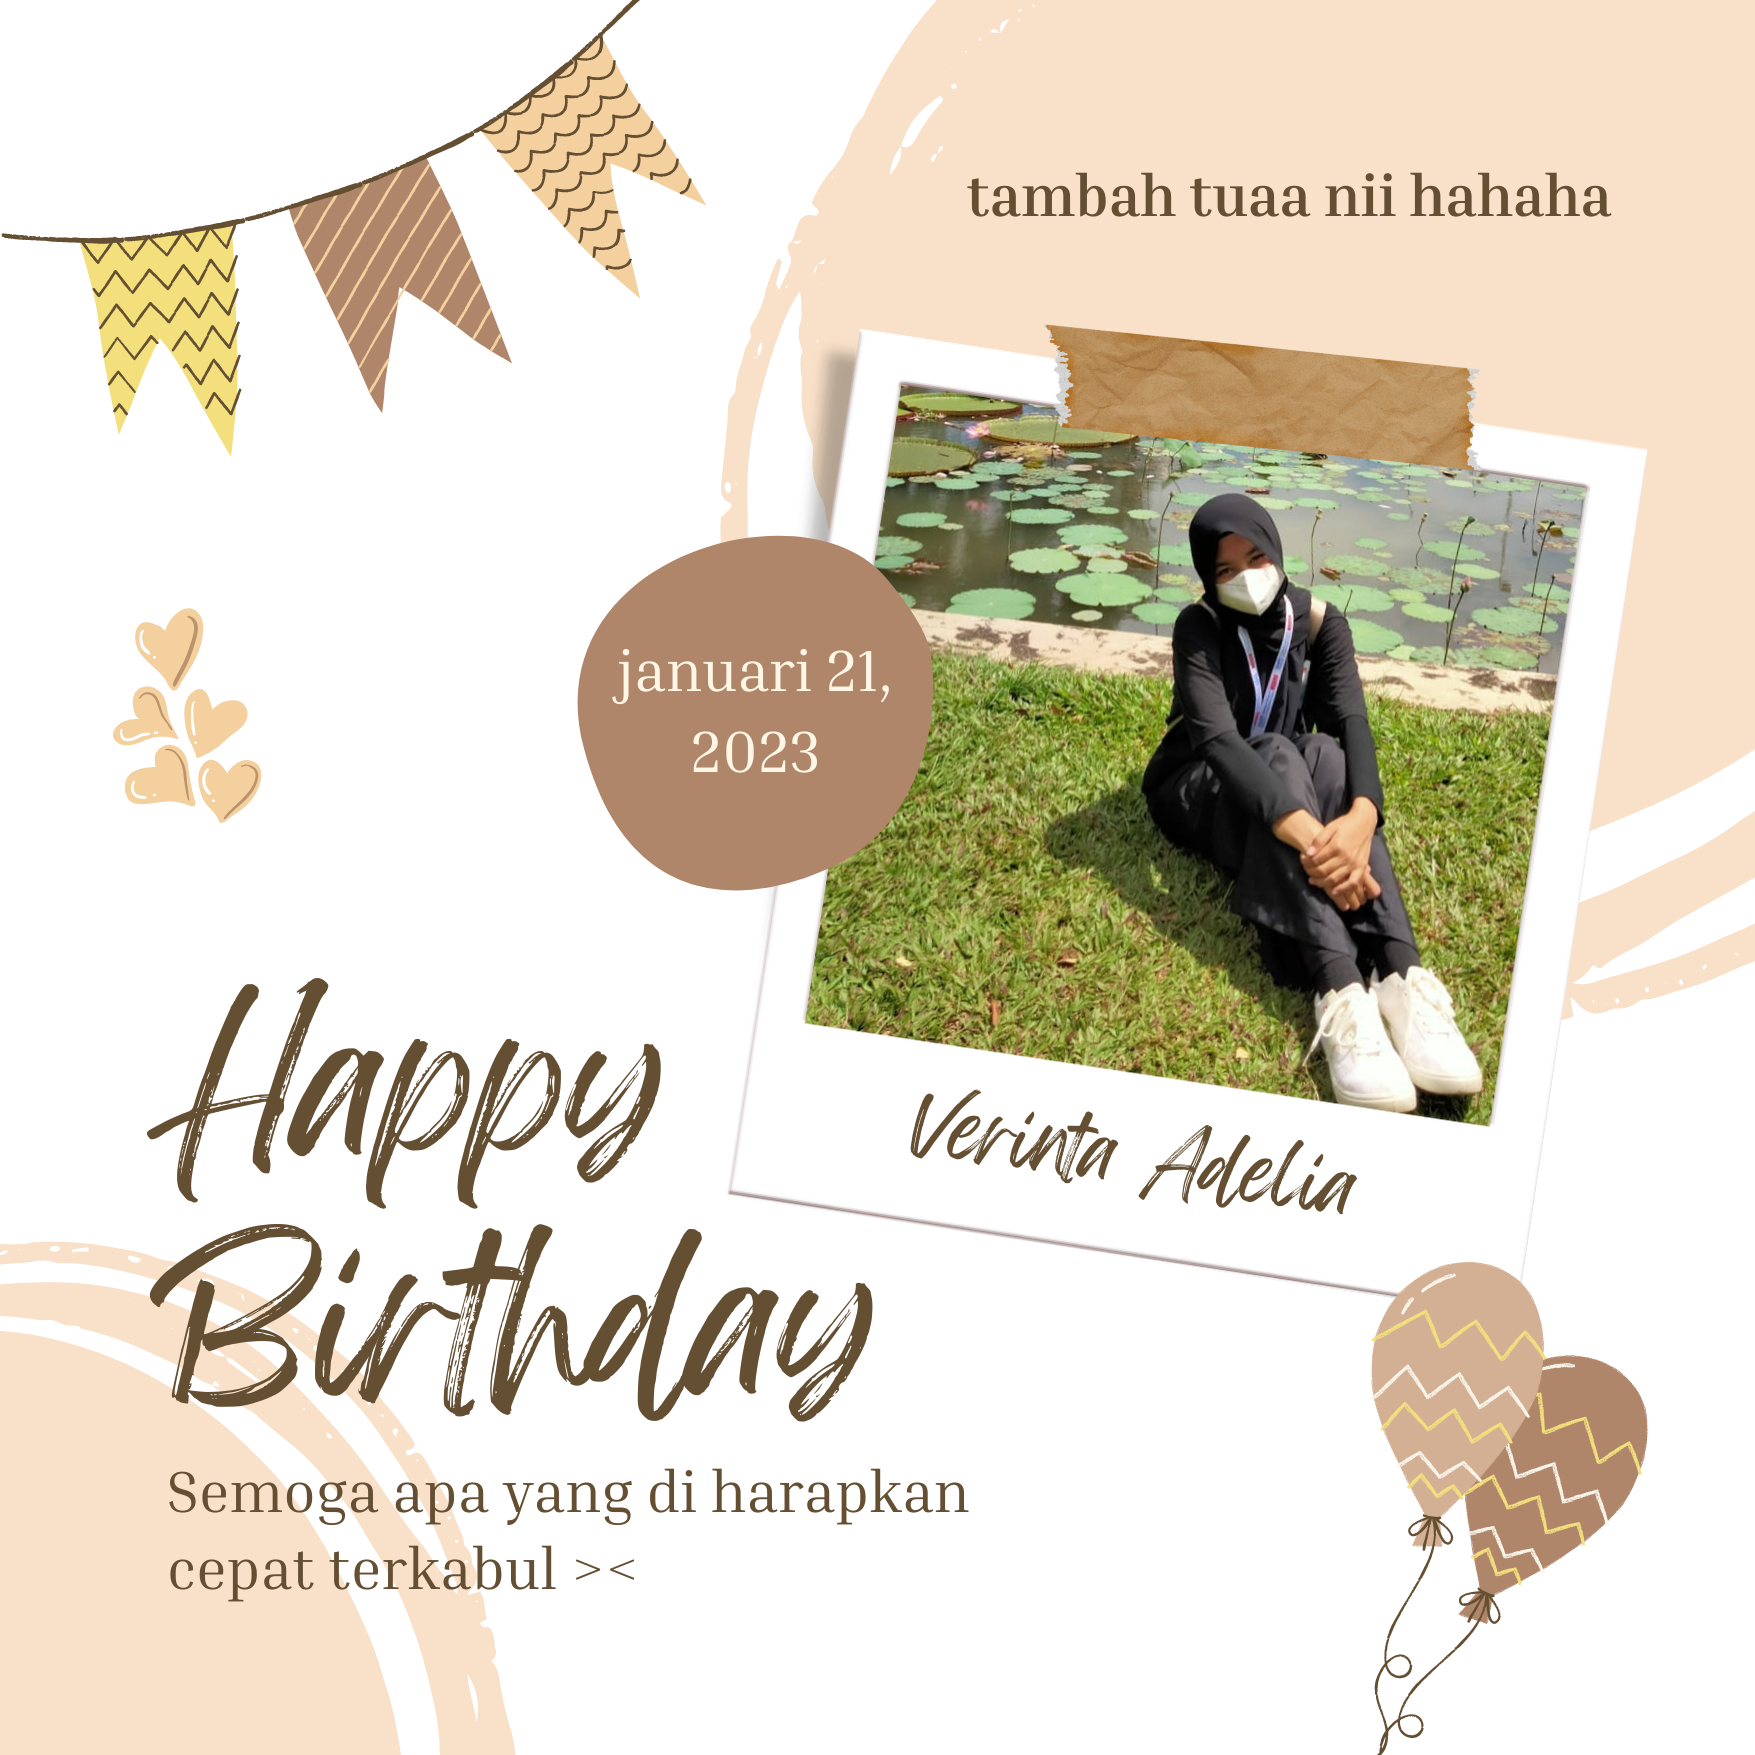 tambah tuaa nii hahaha
januari 21,
2023
Verinta Adelia
Happy
Birthday
Semoga apa yang di harapkan
cepat terkabul ><